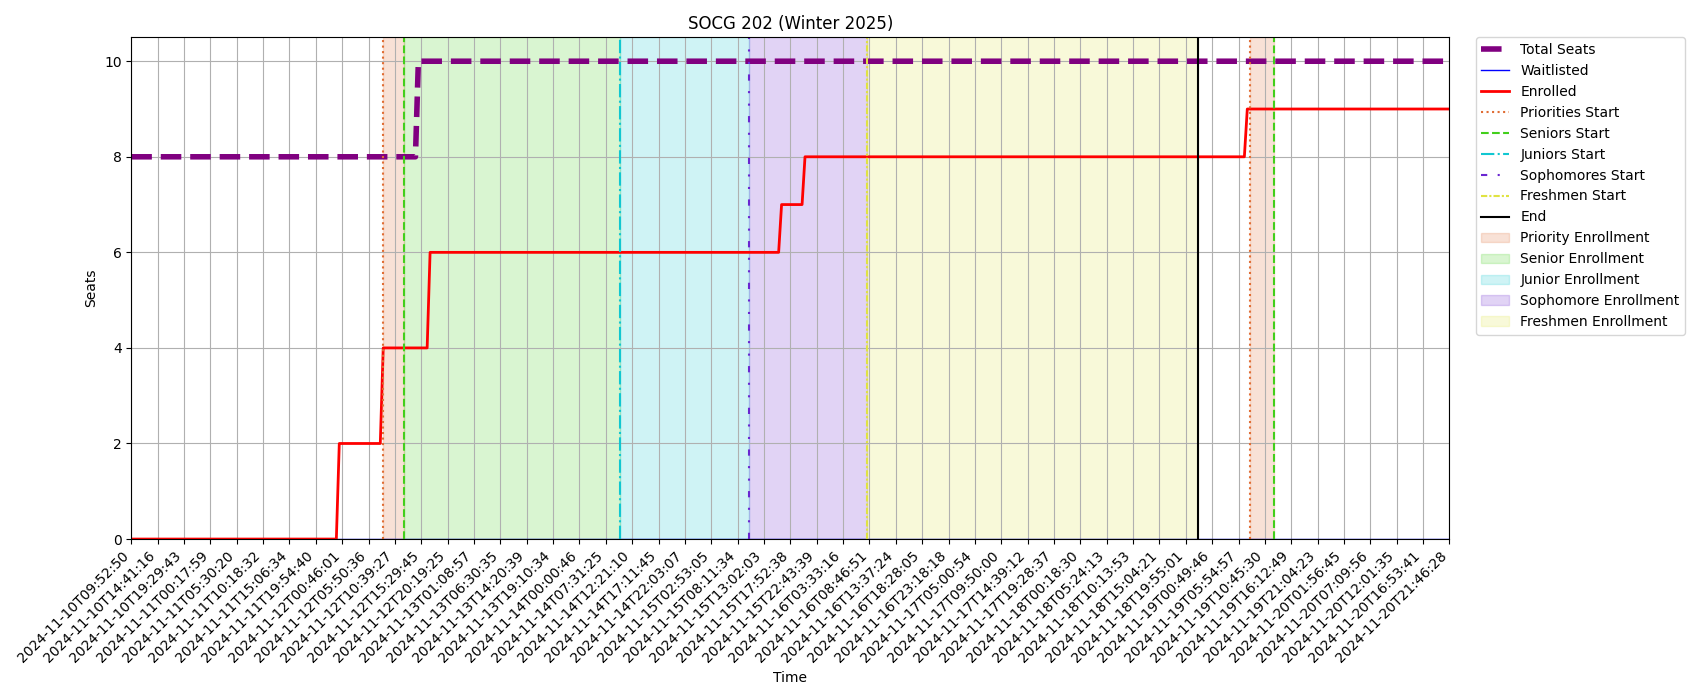 SOCG 202 (Winter 2025)
10
8
6
4
2
0
Seats
2024-11-10T09:52:50
2024-11-10T14:41:16
2024-11-10T19:29:43
2024-11-11T00:17:59
2024-11-11T05:30:20
2024-11-11T10:18:32
2024-11-11T15:06:34
2024-11-11T19:54:40
2024-11-12T00:46:01
2024-11-12T05:50:36
2024-11-12T10:39:27
2024-11-12T15:29:45
2024-11-12T20:19:25
2024-11-13T01:08:57
2024-11-13T06:30:35
2024-11-13T14:20:39
2024-11-13T19:10:34
2024-11-14T00:00:46
2024-11-14T07:31:25
2024-11-14T12:21:10
2024-11-14T17:11:45
2024-11-14T22:03:07
2024-11-15T02:53:05
2024-11-15T08:11:34
2024-11-15T13:02:03
2024-11-15T17:52:38
2024-11-15T22:43:39
2024-11-16T03:33:16
2024-11-16T08:46:51
2024-11-16T13:37:24
2024-11-16T18:28:05
2024-11-16T23:18:18
2024-11-17T05:00:54
2024-11-17T09:50:00
2024-11-17T14:39:12
2024-11-17T19:28:37
2024-11-18T00:18:30
2024-11-18T05:24:13
2024-11-18T10:13:53
2024-11-18T15:04:21
2024-11-18T19:55:01
2024-11-19T00:49:46
2024-11-19T05:54:57
2024-11-19T10:45:30
2024-11-19T16:12:49
2024-11-19T21:04:23
2024-11-20T01:56:45
2024-11-20T07:09:56
2024-11-20T12:01:35
2024-11-20T16:53:41
2024-11-20T21:46:28
Time
Total Seats
Waitlisted
Enrolled
Priorities Start
Seniors Start
Juniors Start
Sophomores Start
Freshmen Start
End
Priority Enrollment
Senior Enrollment
Junior Enrollment
Sophomore Enrollment
Freshmen Enrollment